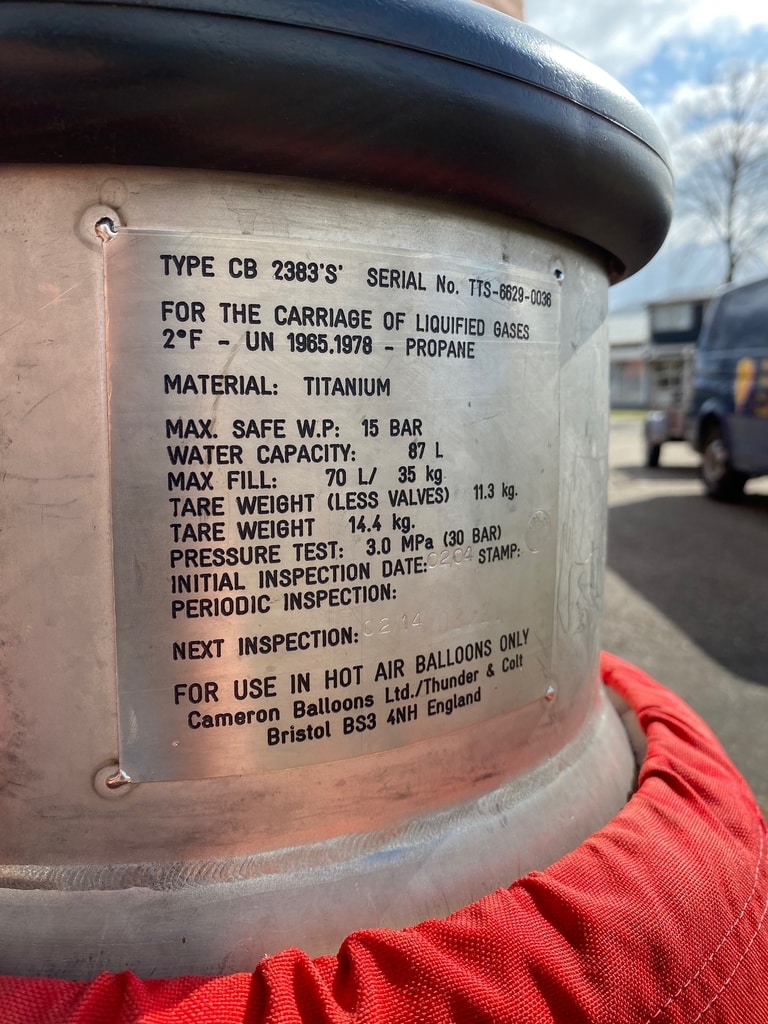 TYPE CB 2383'S' SERIAL No. TTS-6629-0036
FOR THE CARRIAGE OF LIQUIFIED GASES
2°F - UN 1965.1978 - PROPANE
MATERIAL: TITANIUM
MAX. SAFE W.P: 15 BAR
WATER CAPACITY: 87 L
MAX FILL: 70 L/ 35 kg
TARE WEIGHT (LESS VALVES) 11.3 kg.
TARE WEIGHT 14.4 kg.
PRESSURE TEST: 3.0 MPa (30 BAR)
INITIAL INSPECTION DATE: 02,04 STAMP:
PERIODIC INSPECTION:
NEXT INSPECTION: 02 14
FOR USE IN HOT AIR BALLOONS ONLY
Cameron Balloons Ltd./Thunder & Colt
Bristol BS3 4NH England